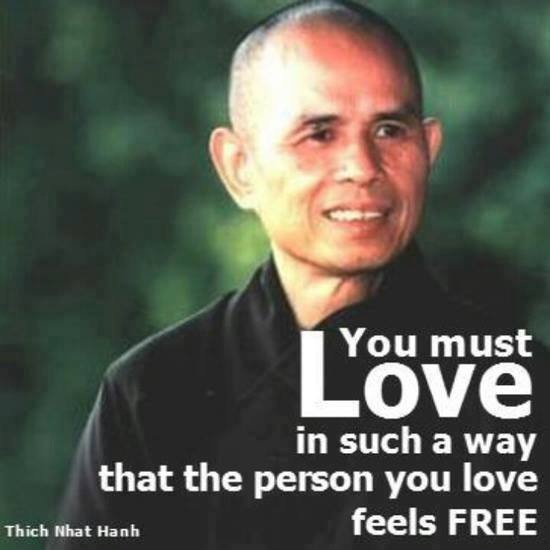 You must
Love
in such a way
that the person you love
feels FREE
Thich Nhat Hanh